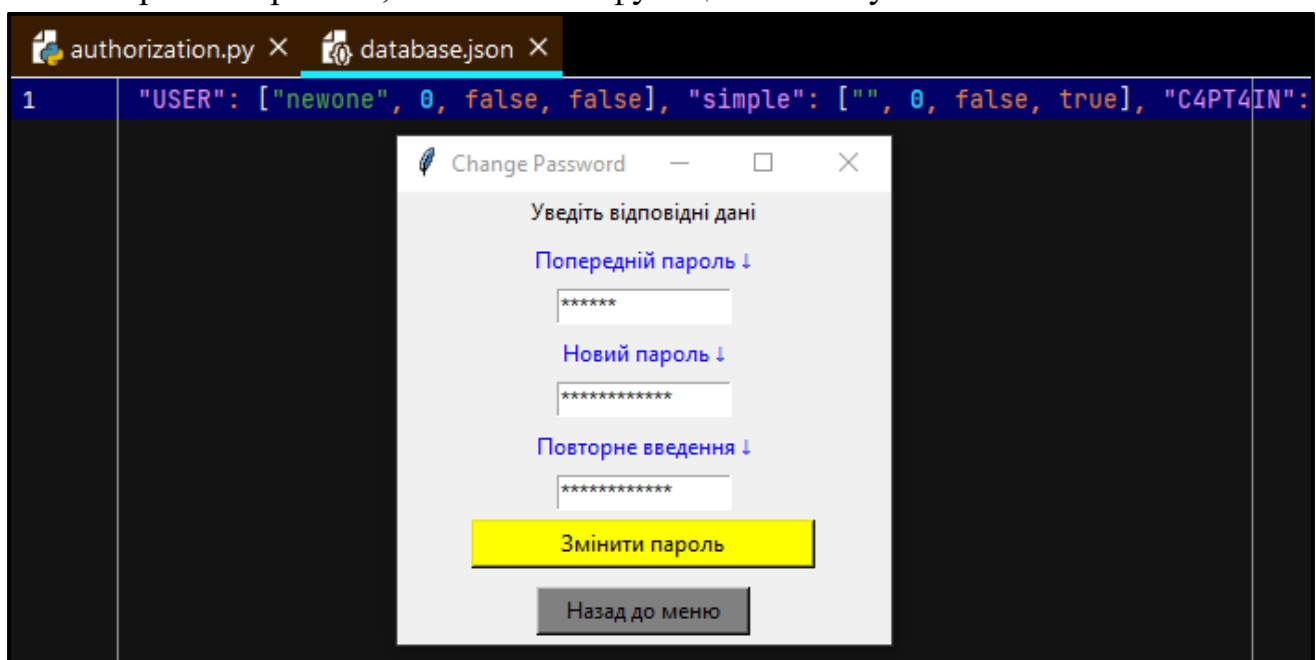 authorization.py × database.json ×
1 "USER": ["newone", 0, false, false], "simple": ["", 0, false, true], "C4PT4IN":
Change Password
Уведіть відповідні дані
Попередній пароль ↓
******
Новий пароль ↓
************
Повторне введення ↓
************
Змінити пароль
Назад до меню